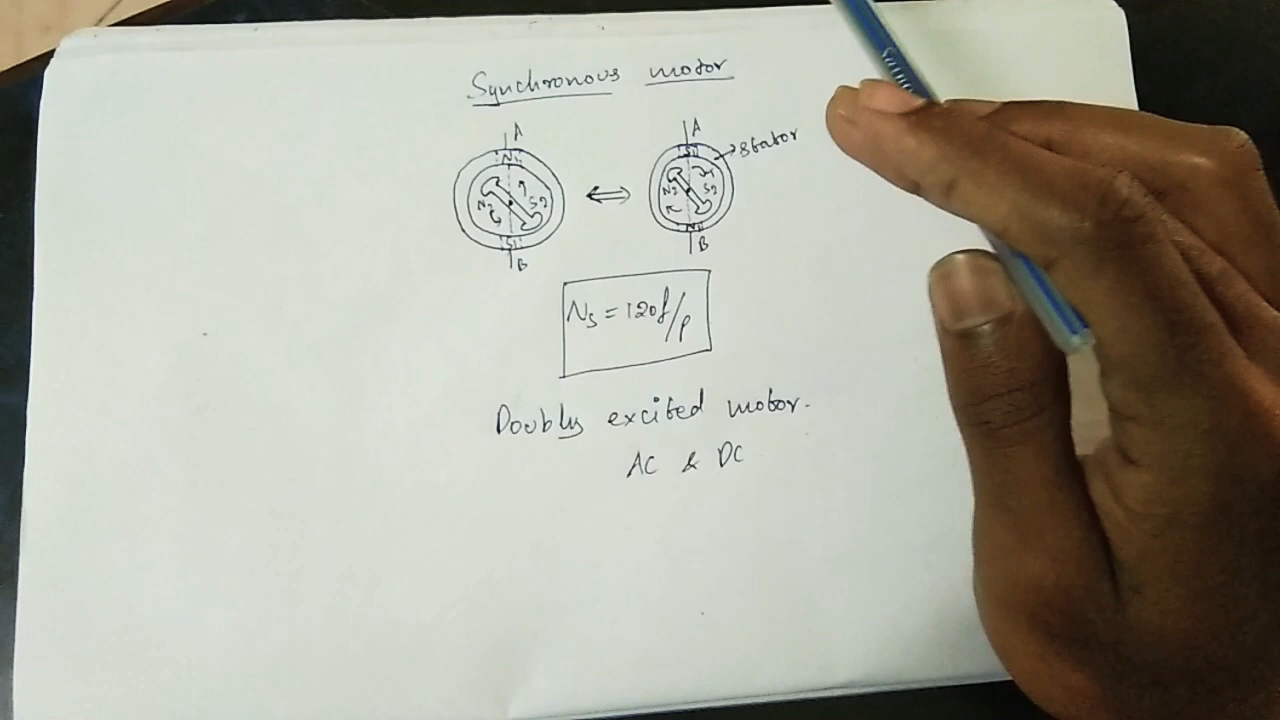 Synchronous motor
A
N1
N2
S2
S1
B
A
S1
stator
N2
S2
N1
B
Ns = 120f/p
Doubly excited motor.
AC & DC